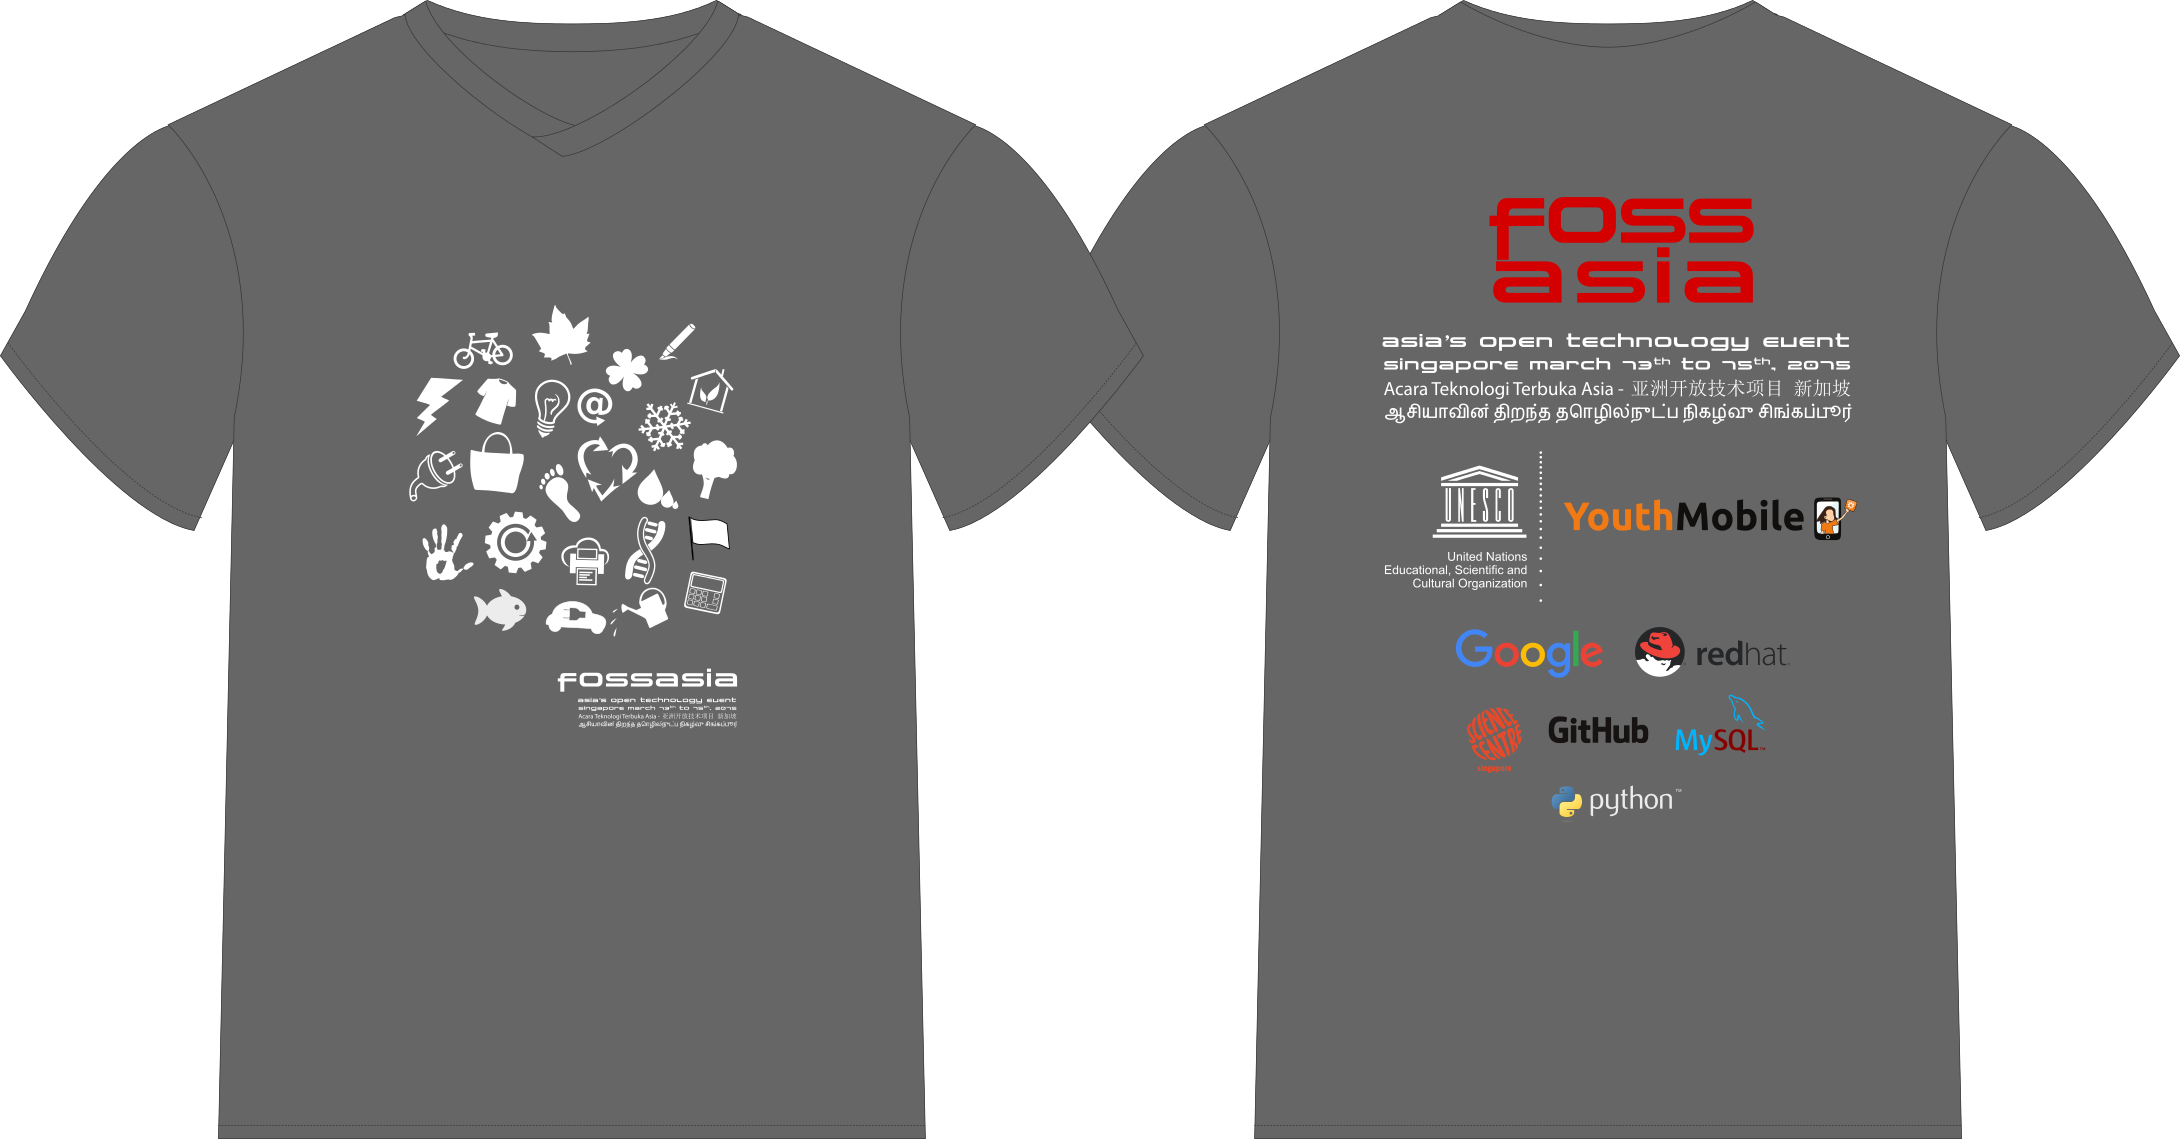 @
fossasia
asia's open technology event
singapore march 13th to 15th, 2015
Acara Teknologi Terbuka Asia - 亚洲开放技术项目 新加坡
ஆசியாவின் திறந்த தொழில்நுட்ப நிகழ்வு சிங்கப்பூர்
foss
asia
asia's open technology event
singapore march 13th to 15th, 2015
Acara Teknologi Terbuka Asia - 亚洲开放技术项目 新加坡
ஆசியாவின் திறந்த தொழில்நுட்ப நிகழ்வு சிங்கப்பூர்
UNESCO
United Nations
Educational, Scientific and
Cultural Organization
YouthMobile
Google
redhat
SCIENCE
CENTRE
singapore
GitHub
MySQL™
python™